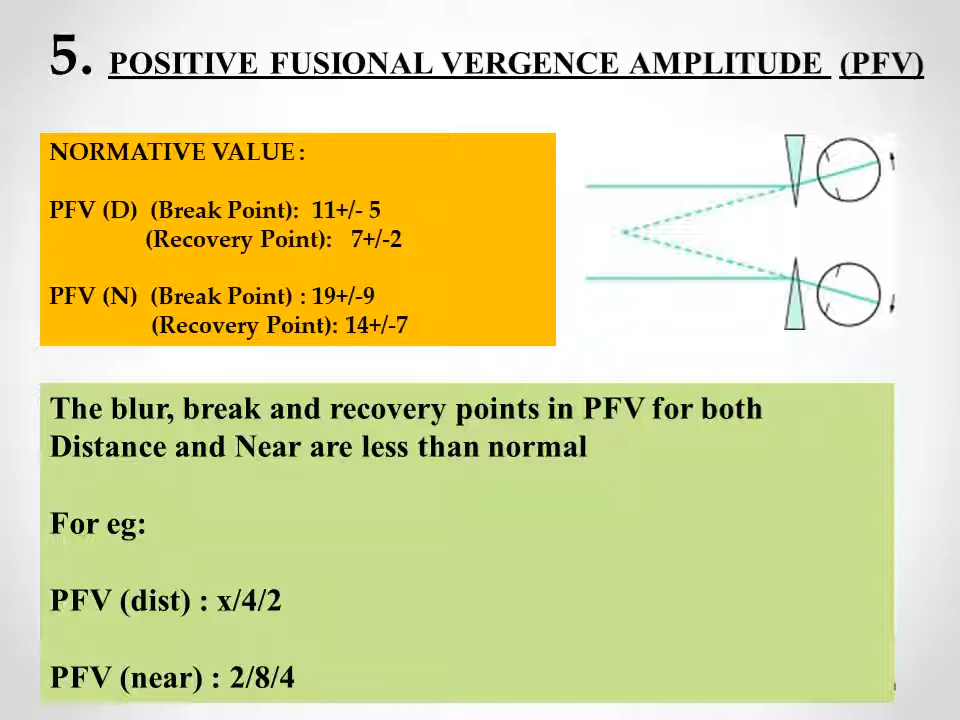 5. POSITIVE FUSIONAL VERGENCE AMPLITUDE (PFV)
NORMATIVE VALUE :
PFV (D) (Break Point): 11+/- 5
(Recovery Point): 7+/-2
PFV (N) (Break Point) : 19+/-9
(Recovery Point): 14+/-7
The blur, break and recovery points in PFV for both
Distance and Near are less than normal
For eg:
PFV (dist) : x/4/2
PFV (near) : 2/8/4